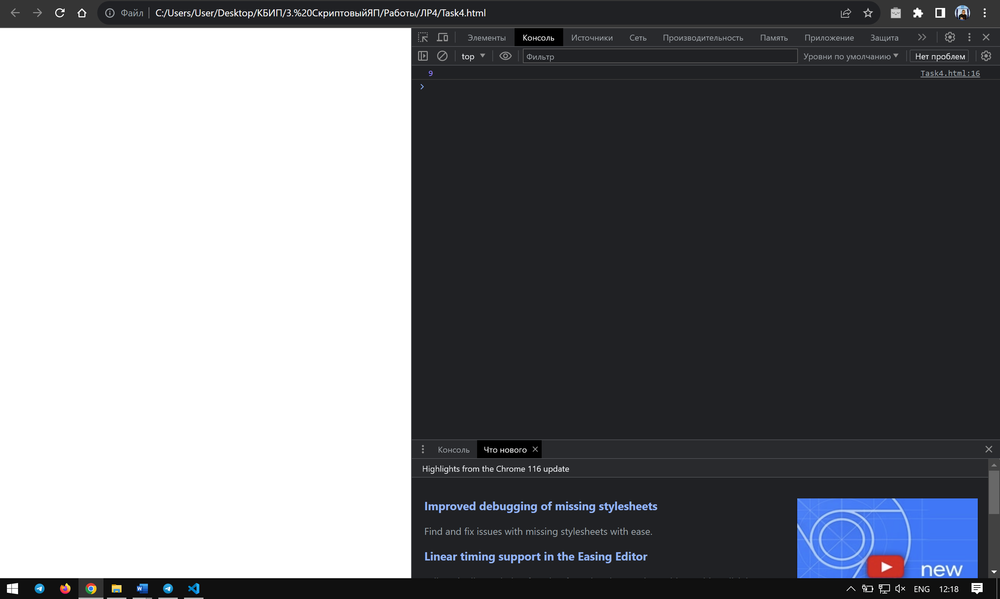 Файл C:/Users/User/Desktop/КБИП/3.%20СкриптовыйЯП/Работы/ЛР4/Task4.html
Элементы Консоль Источники Сеть Производительность Память Приложение Защита
top Фильтр Уровни по умолчанию Нет проблем
9 Task4.html:16
Консоль Что нового
Highlights from the Chrome 116 update
Improved debugging of missing stylesheets
Find and fix issues with missing stylesheets with ease.
Linear timing support in the Easing Editor
new
ENG 12:18